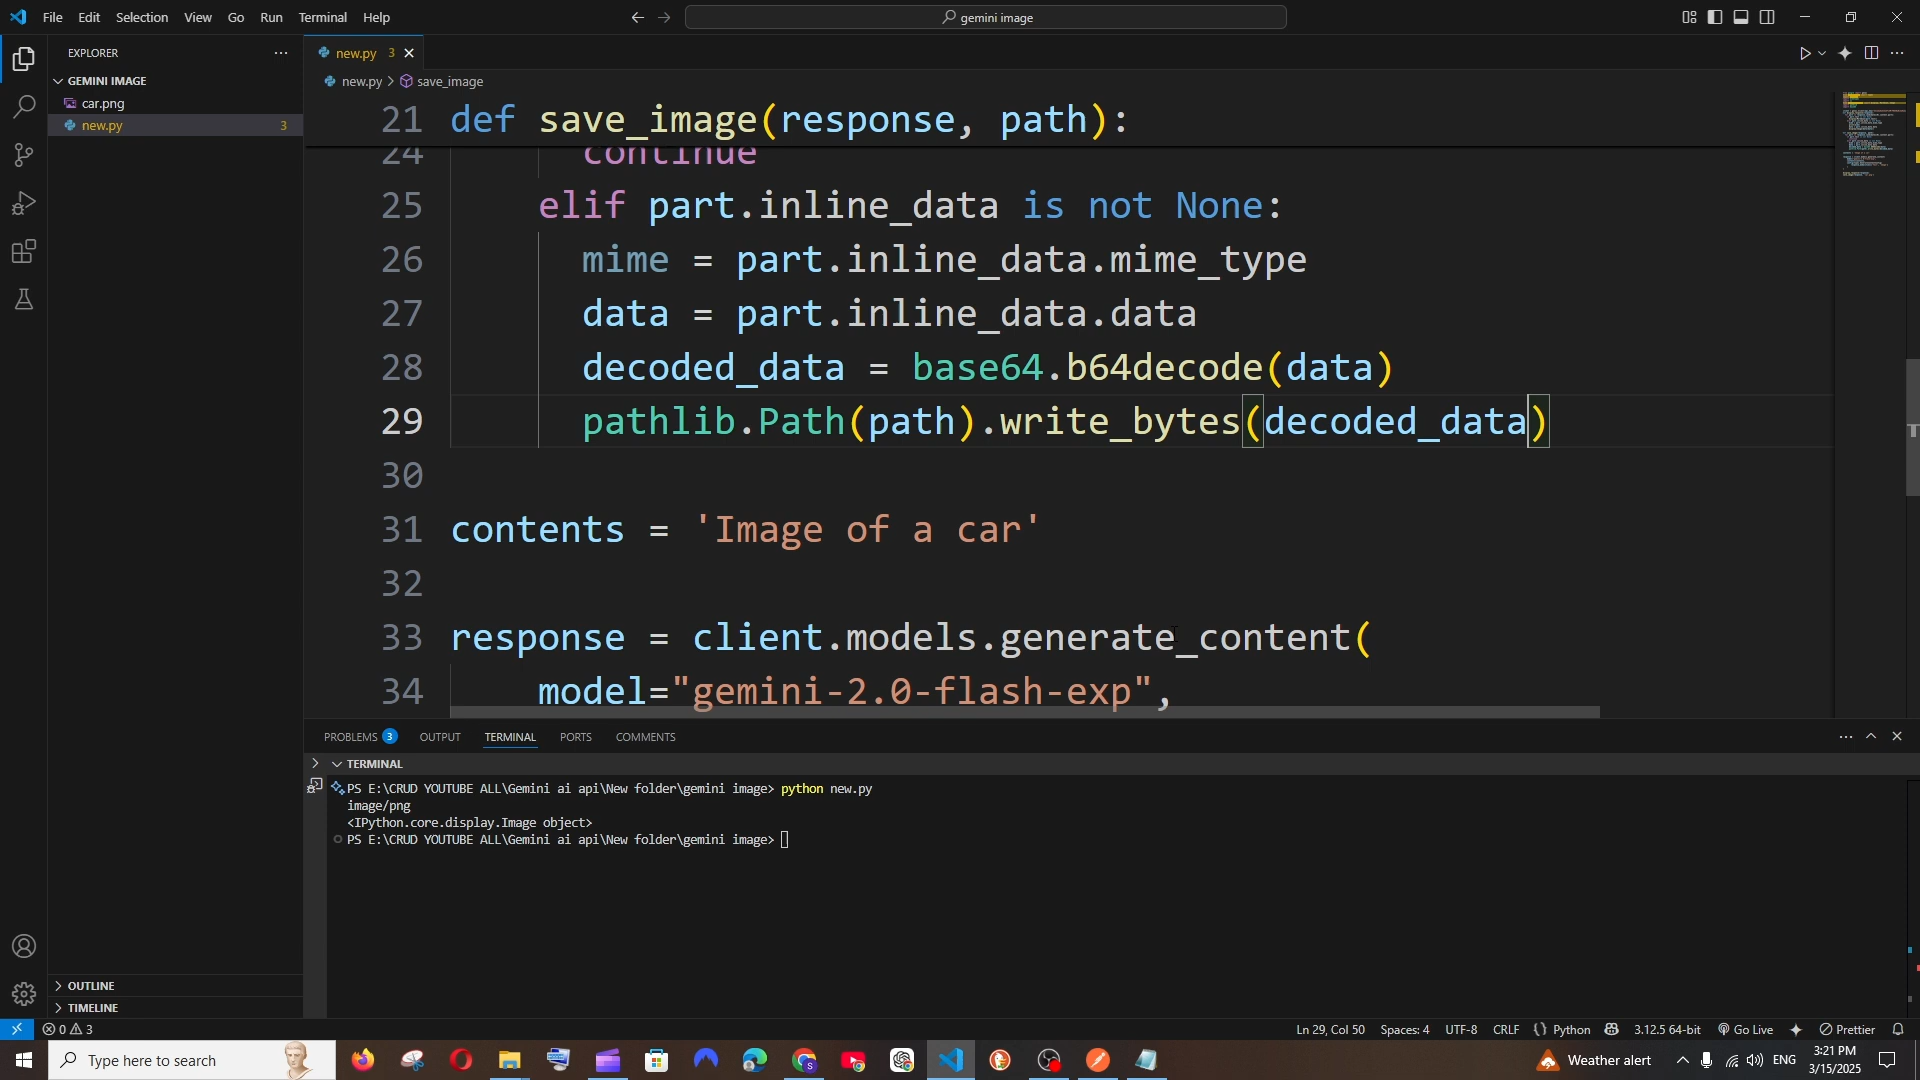 File Edit Selection View Go Run Terminal Help
gemini image
EXPLORER
GEMINI IMAGE
car.png
new.py 3
OUTLINE
TIMELINE
new.py 3
new.py > save_image
21 def save_image(response, path):
24 continue
25 elif part.inline_data is not None:
26 mime = part.inline_data.mime_type
27 data = part.inline_data.data
28 decoded_data = base64.b64decode(data)
29 pathlib.Path(path).write_bytes(decoded_data)
30
31 contents = 'Image of a car'
32
33 response = client.models.generate_content(
34 model="gemini-2.0-flash-exp",
PROBLEMS 3 OUTPUT TERMINAL PORTS COMMENTS
TERMINAL
PS E:\CRUD YOUTUBE ALL\Gemini ai api\New folder\gemini image> python new.py
image/png
<IPython.core.display.Image object>
PS E:\CRUD YOUTUBE ALL\Gemini ai api\New folder\gemini image>
0 3 Ln 29, Col 50 Spaces: 4 UTF-8 CRLF Python 3.12.5 64-bit Go Live Prettier
Type here to search
Weather alert ENG
3:21 PM
3/15/2025